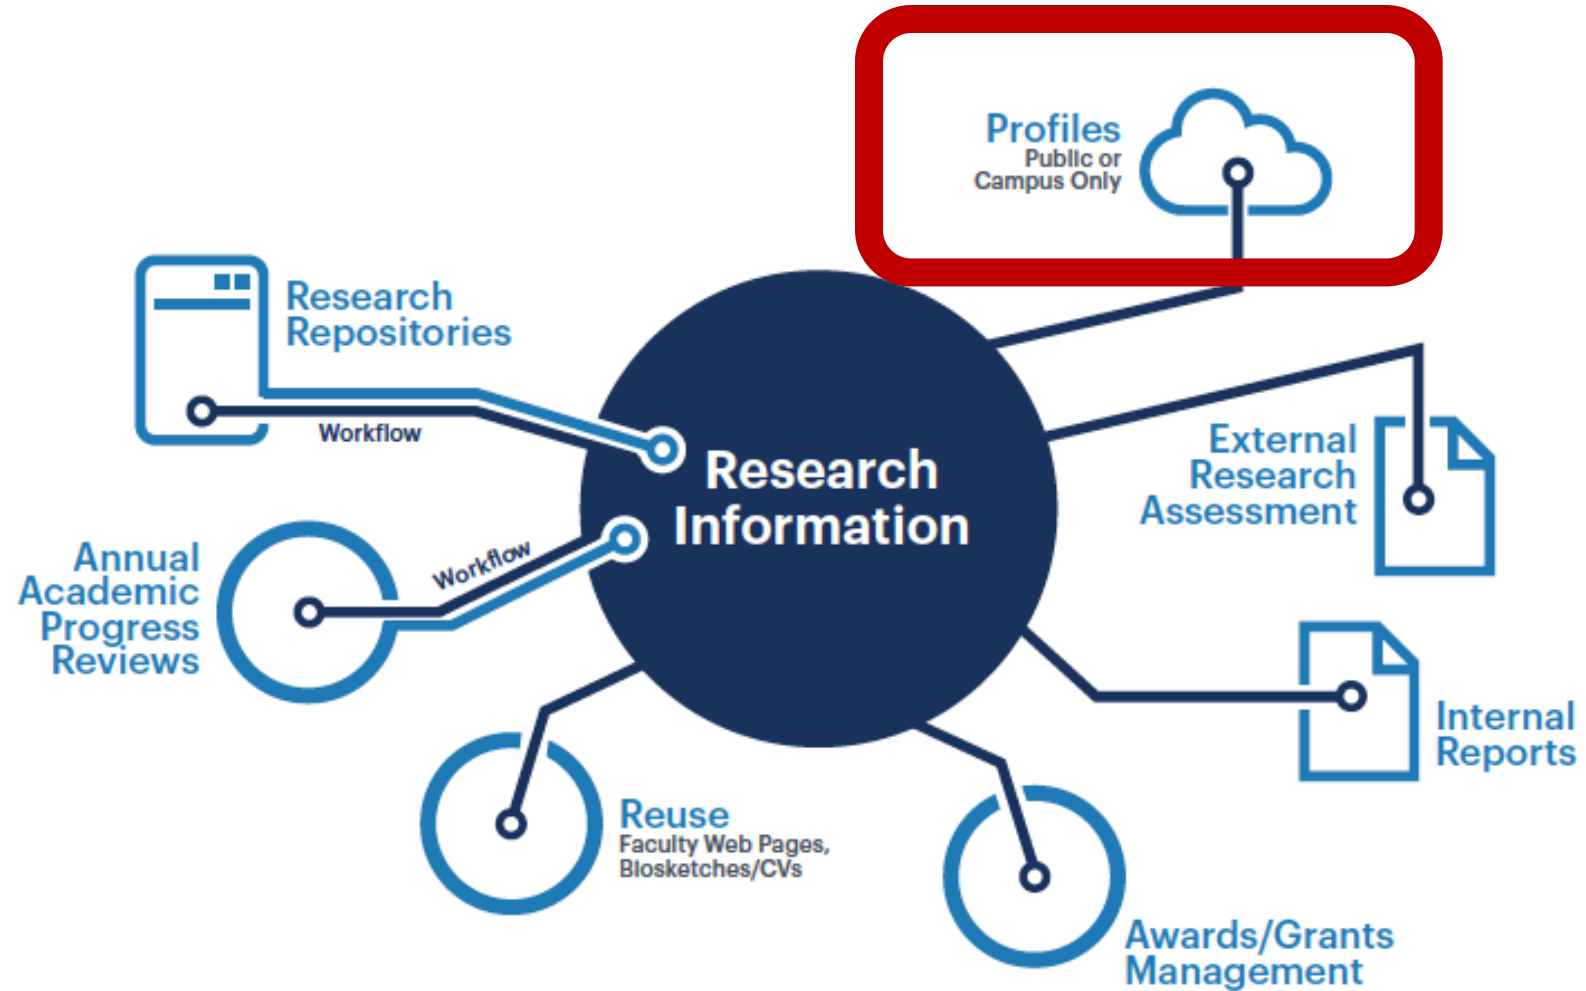 Profiles
Public or
Campus Only
Research
Repositories
Workflow
External
Research
Assessment
Research
Information
Annual
Academic
Progress
Reviews
Workflow
Internal
Reports
Reuse
Faculty Web Pages,
Biosketches/CVs
Awards/Grants
Management